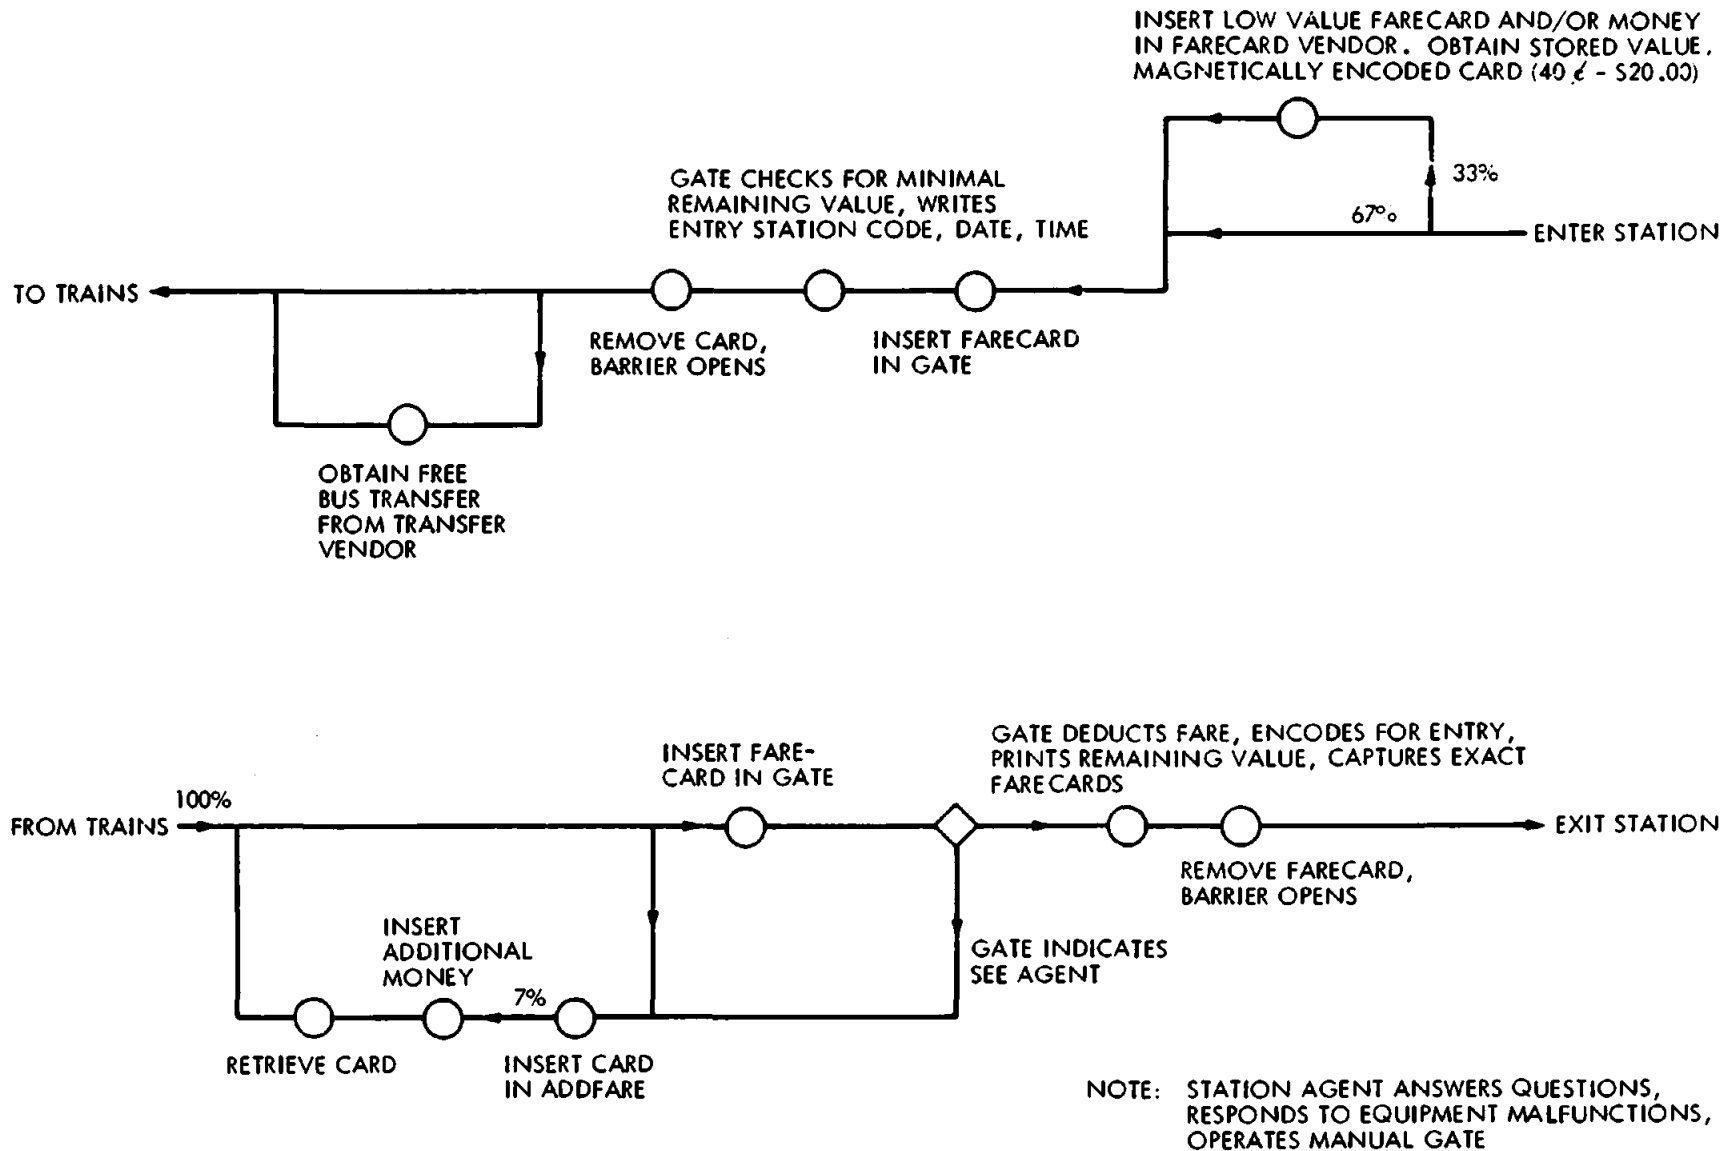 INSERT LOW VALUE FARECARD AND/OR MONEY
IN FARECARD VENDOR. OBTAIN STORED VALUE,
MAGNETICALLY ENCODED CARD (40 ¢ - $20.00)
33%
67%
ENTER STATION
GATE CHECKS FOR MINIMAL
REMAINING VALUE, WRITES
ENTRY STATION CODE, DATE, TIME
TO TRAINS
REMOVE CARD,
BARRIER OPENS
INSERT FARECARD
IN GATE
OBTAIN FREE
BUS TRANSFER
FROM TRANSFER
VENDOR
GATE DEDUCTS FARE, ENCODES FOR ENTRY,
PRINTS REMAINING VALUE, CAPTURES EXACT
FARECARDS
INSERT FARE-
CARD IN GATE
100%
FROM TRAINS
EXIT STATION
REMOVE FARECARD,
BARRIER OPENS
INSERT
ADDITIONAL
MONEY
GATE INDICATES
SEE AGENT
7%
RETRIEVE CARD
INSERT CARD
IN ADDFARE
NOTE: STATION AGENT ANSWERS QUESTIONS,
RESPONDS TO EQUIPMENT MALFUNCTIONS,
OPERATES MANUAL GATE